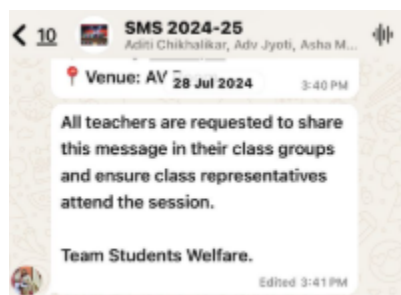 10
SMS 2024-25
Aditi Chikhalikar, Adv Jyoti, Asha M...
Venue: AV
28 Jul 2024
3:40 PM
All teachers are requested to share
this message in their class groups
and ensure class representatives
attend the session.
Team Students Welfare.
Edited 3:41 PM